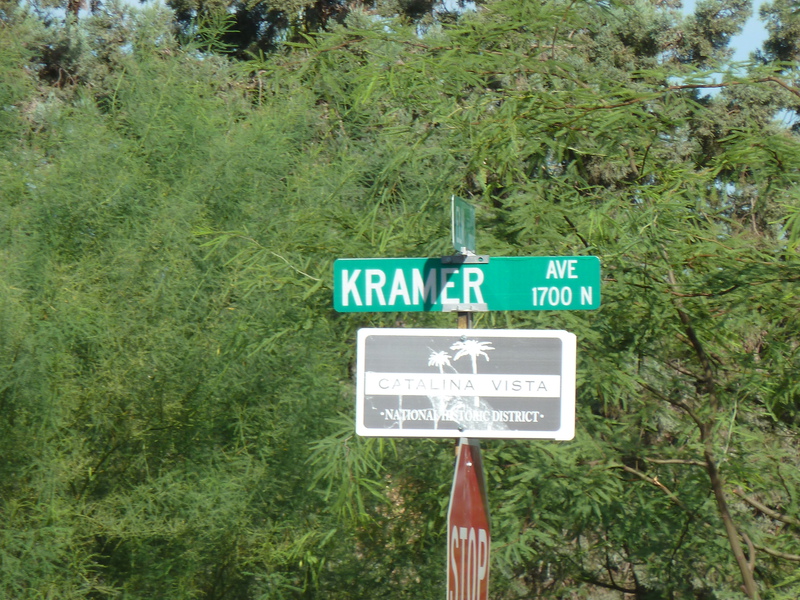 KRAMER AVE
1700 N
CATALINA VISTA
·NATIONAL HISTORIC DISTRICT·
STOP